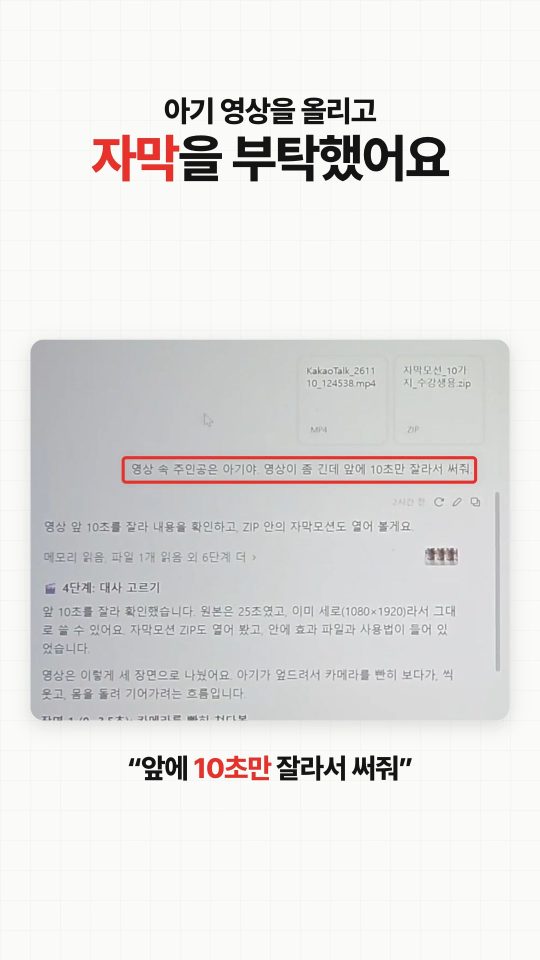 아기 영상을 올리고
자막을 부탁했어요
KakaoTalk_2611
10_124538.mp4
MP4
자막모션_10가
지_수강생용.zip
ZIP
영상 속 주인공은 아기야. 영상이 좀 긴데 앞에 10초만 잘라서 써줘.
2시간 전
영상 앞 10초를 잘라 내용을 확인하고, ZIP 안의 자막모션도 열어 볼게요.
메모리 읽음, 파일 1개 읽음 외 6단계 더 >
4단계: 대사 고르기
앞 10초를 잘라 확인했습니다. 원본은 25초였고, 이미 세로(1080×1920)라서 그대
로 쓸 수 있어요. 자막모션 ZIP도 열어 봤고, 안에 효과 파일과 사용법이 들어 있
었습니다.
영상은 이렇게 세 장면으로 나눴어요. 아기가 엎드려서 카메라를 빤히 보다가, 씩
웃고, 몸을 돌려 기어가려는 흐름입니다.
“앞에 10초만 잘라서 써줘”